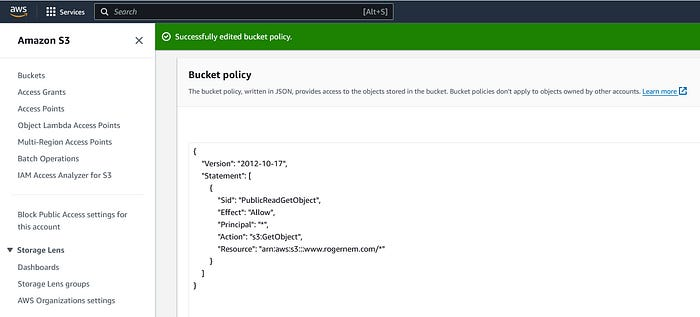 aws
Services
Search
[Alt+S]
Amazon S3
Successfully edited bucket policy.
Buckets
Access Grants
Access Points
Object Lambda Access Points
Multi-Region Access Points
Batch Operations
IAM Access Analyzer for S3
Block Public Access settings for
this account
Storage Lens
Dashboards
Storage Lens groups
AWS Organizations settings
Bucket policy
The bucket policy, written in JSON, provides access to the objects stored in the bucket. Bucket policies don't apply to objects owned by other accounts. Learn more
{
"Version": "2012-10-17",
"Statement": [
{
"Sid": "PublicReadGetObject",
"Effect": "Allow",
"Principal": "*",
"Action": "s3:GetObject",
"Resource": "arn:aws:s3:::www.rogernem.com/*"
}
]
}